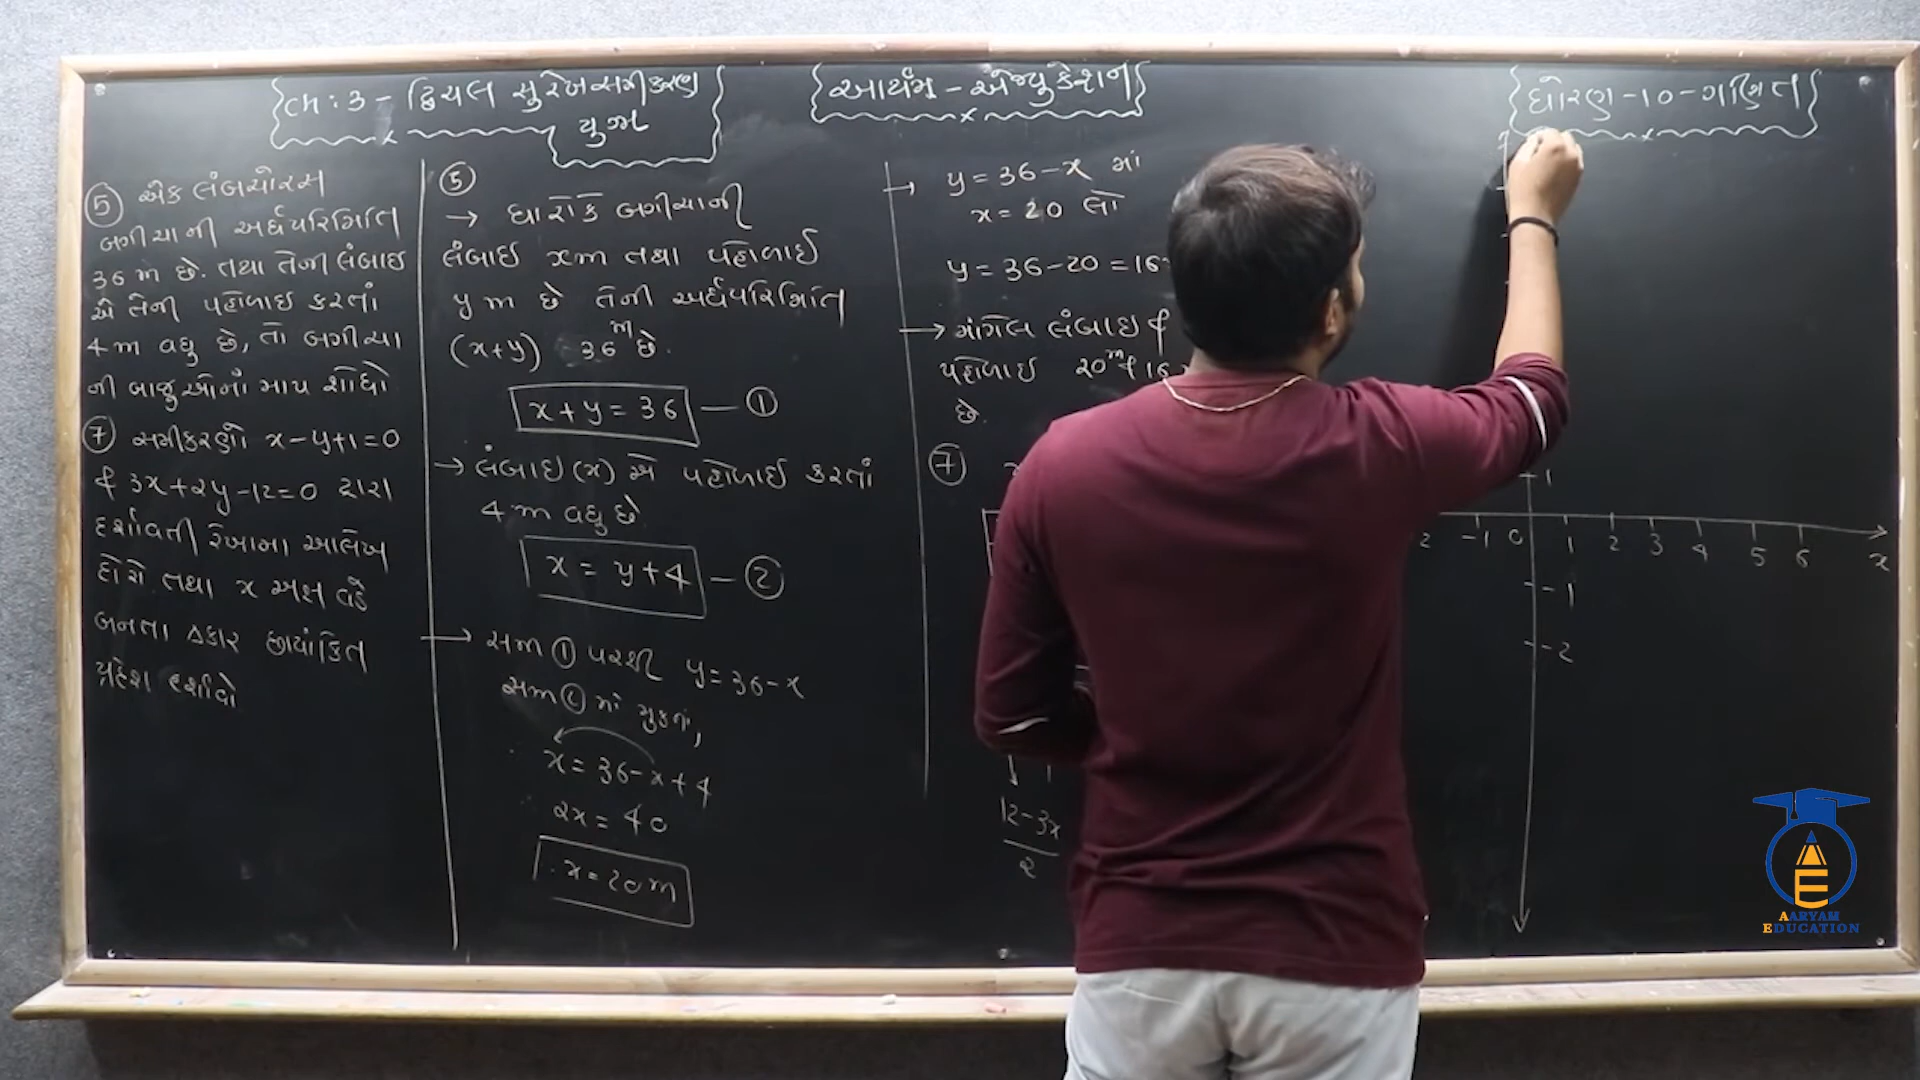 Ch: 3 - દ્વિચલ સુરેખ સમીકરણ
યુગ્મ
આર્યમ્ - એજ્યુકેશન
ધોરણ - 10 - ગણિત
⑤ એક લંબચોરસ
બગીચાની અર્ધપરિમિતિ
36 m છે. તથા તેની લંબાઇ
એ તેની પહોળાઇ કરતાં
4 m વધુ છે, તો બગીચા
ની બાજુઓનાં માપ શોધો
⑦ સમીકરણો x - y + 1 = 0
& 3x + 2y - 12 = 0 દ્વારા
દર્શાવતી રેખાના આલેખ
દોરો તથા x અક્ષ વડે
બનતા ત્રિકોણાકાર છાયાંકિત
પ્રદેશ દર્શાવો
⑤
→ ધારોકે બગીચાની
લંબાઈ x m તથા પહોળાઈ
y m છે તેની અર્ધપરિમિતિ
(x+y) 36 m છે.
x + y = 36 — ①
→ લંબાઇ (x) એ પહોળાઈ કરતાં
4 m વધુ છે
x = y + 4 — ②
→ સમી ① પરથી y = 36 - x
સમી ② માં મુકતાં,
x = 36 - x + 4
2x = 40
x = 20 m
→ y = 36 - x માં
x = 20 લો
y = 36 - 20 = 16
→ માંગેલ લંબાઇ &
પહોળાઈ 20 m & 16
છે.
⑦
12 - 3x
2
1
2 -1 0 1 2 3 4 5 6 x
-1
-2
AARYAM
EDUCATION